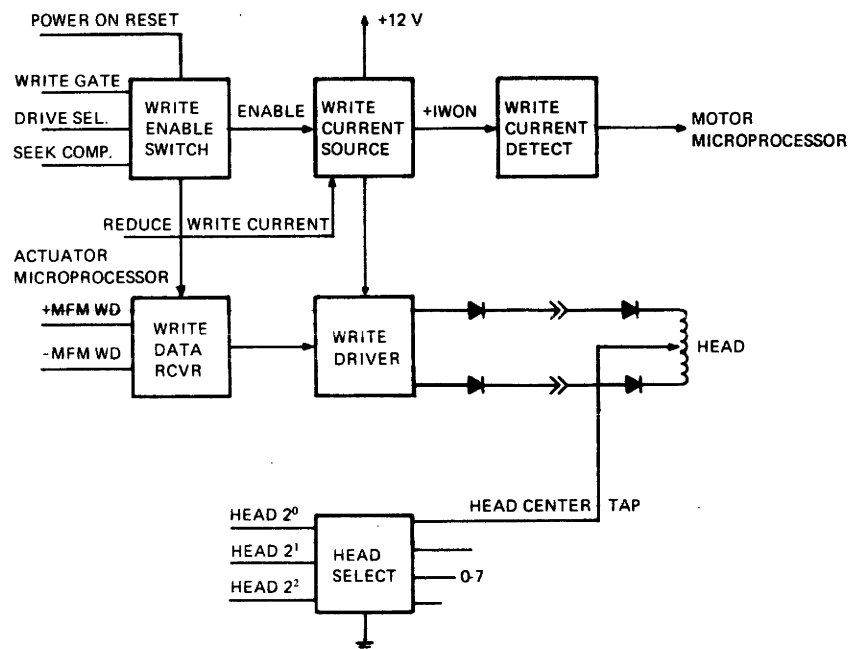 POWER ON RESET
+12 V
WRITE GATE
DRIVE SEL.
SEEK COMP.
WRITE
ENABLE
SWITCH
ENABLE
WRITE
CURRENT
SOURCE
+IWON
WRITE
CURRENT
DETECT
MOTOR
MICROPROCESSOR
REDUCE WRITE CURRENT
ACTUATOR
MICROPROCESSOR
+MFM WD
-MFM WD
WRITE
DATA
RCVR
WRITE
DRIVER
HEAD
HEAD CENTER TAP
HEAD 2⁰
HEAD 2¹
HEAD 2²
HEAD
SELECT
0-7